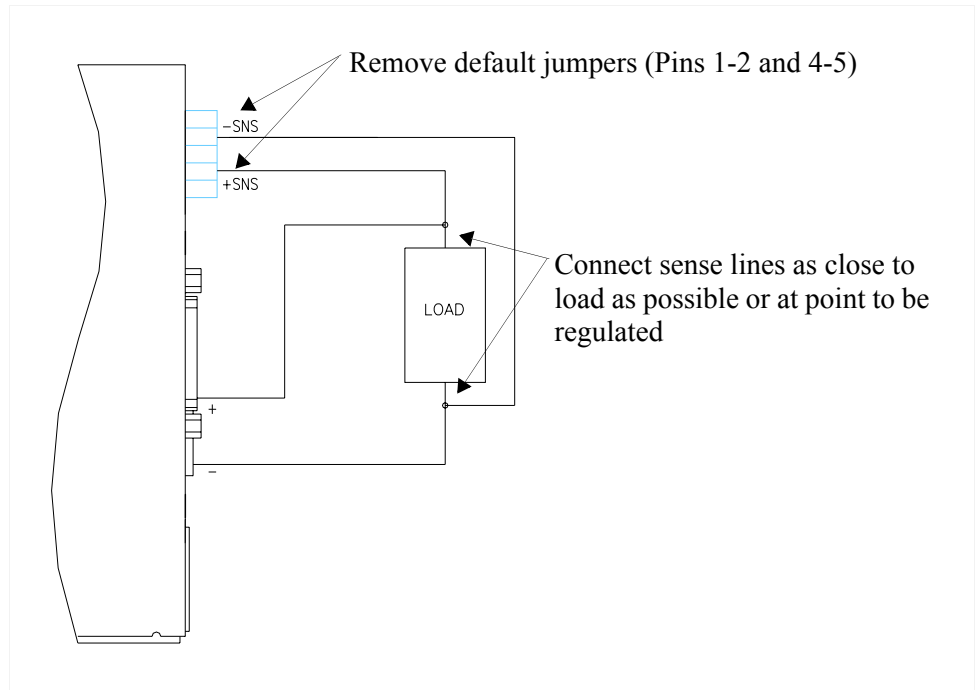 Remove default jumpers (Pins 1-2 and 4-5)
-SNS
+SNS
Connect sense lines as close to
load as possible or at point to be
regulated
LOAD
+
-